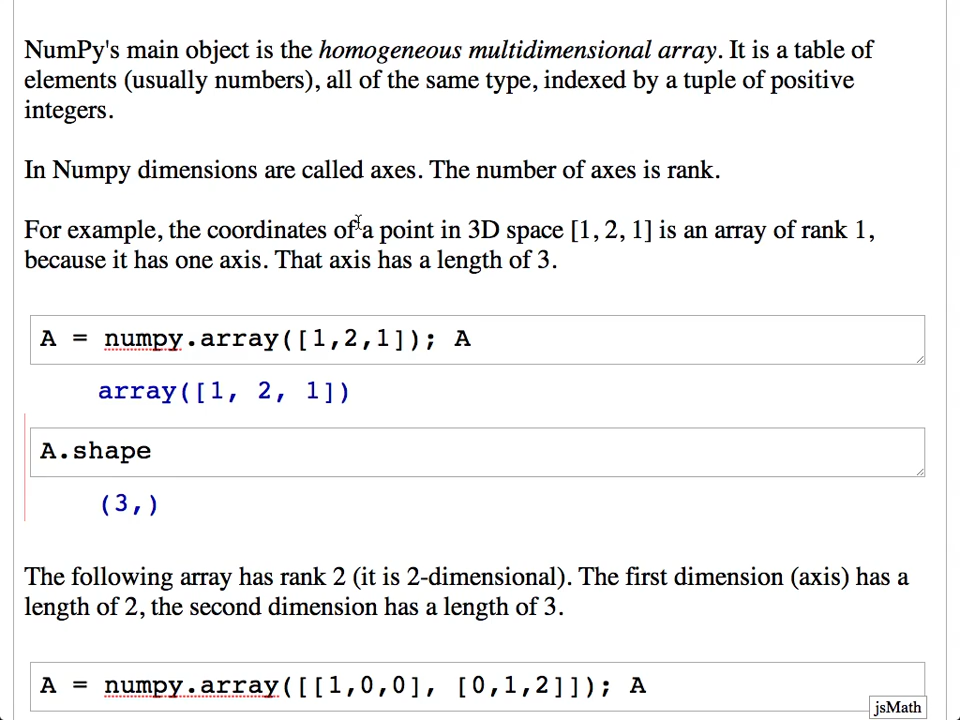 NumPy's main object is the homogeneous multidimensional array. It is a table of
elements (usually numbers), all of the same type, indexed by a tuple of positive
integers.
In Numpy dimensions are called axes. The number of axes is rank.
For example, the coordinates of a point in 3D space [1, 2, 1] is an array of rank 1,
because it has one axis. That axis has a length of 3.
A = numpy.array([1,2,1]); A
array([1, 2, 1])
A.shape
(3,)
The following array has rank 2 (it is 2-dimensional). The first dimension (axis) has a
length of 2, the second dimension has a length of 3.
A = numpy.array([[1,0,0], [0,1,2]]); A
jsMath